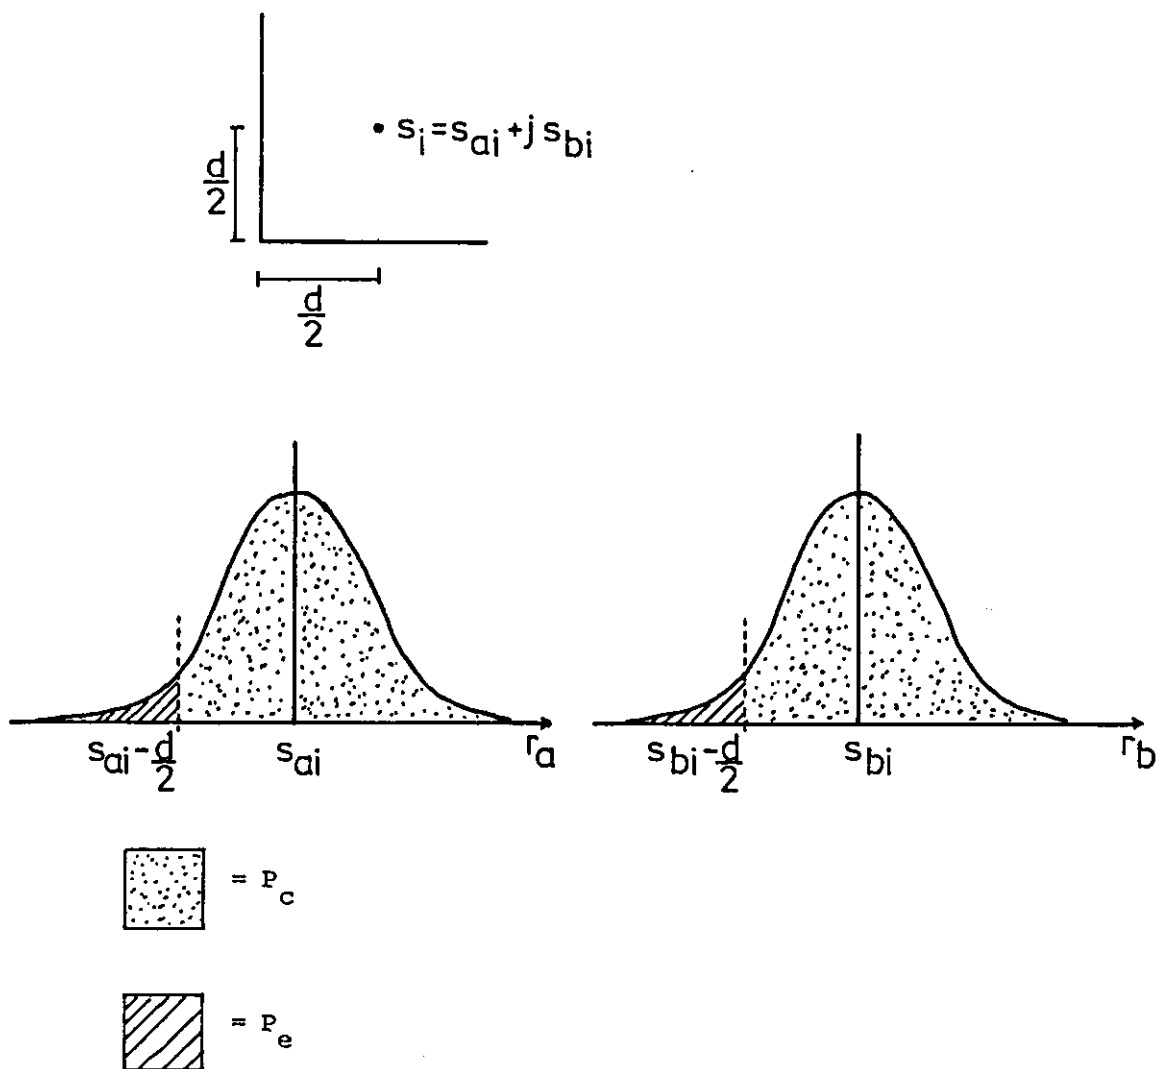 s_i = s_ai + j s_bi
d/2
d/2
s_ai - d/2 s_ai r_a
s_bi - d/2 s_bi r_b
= P_c
= P_e